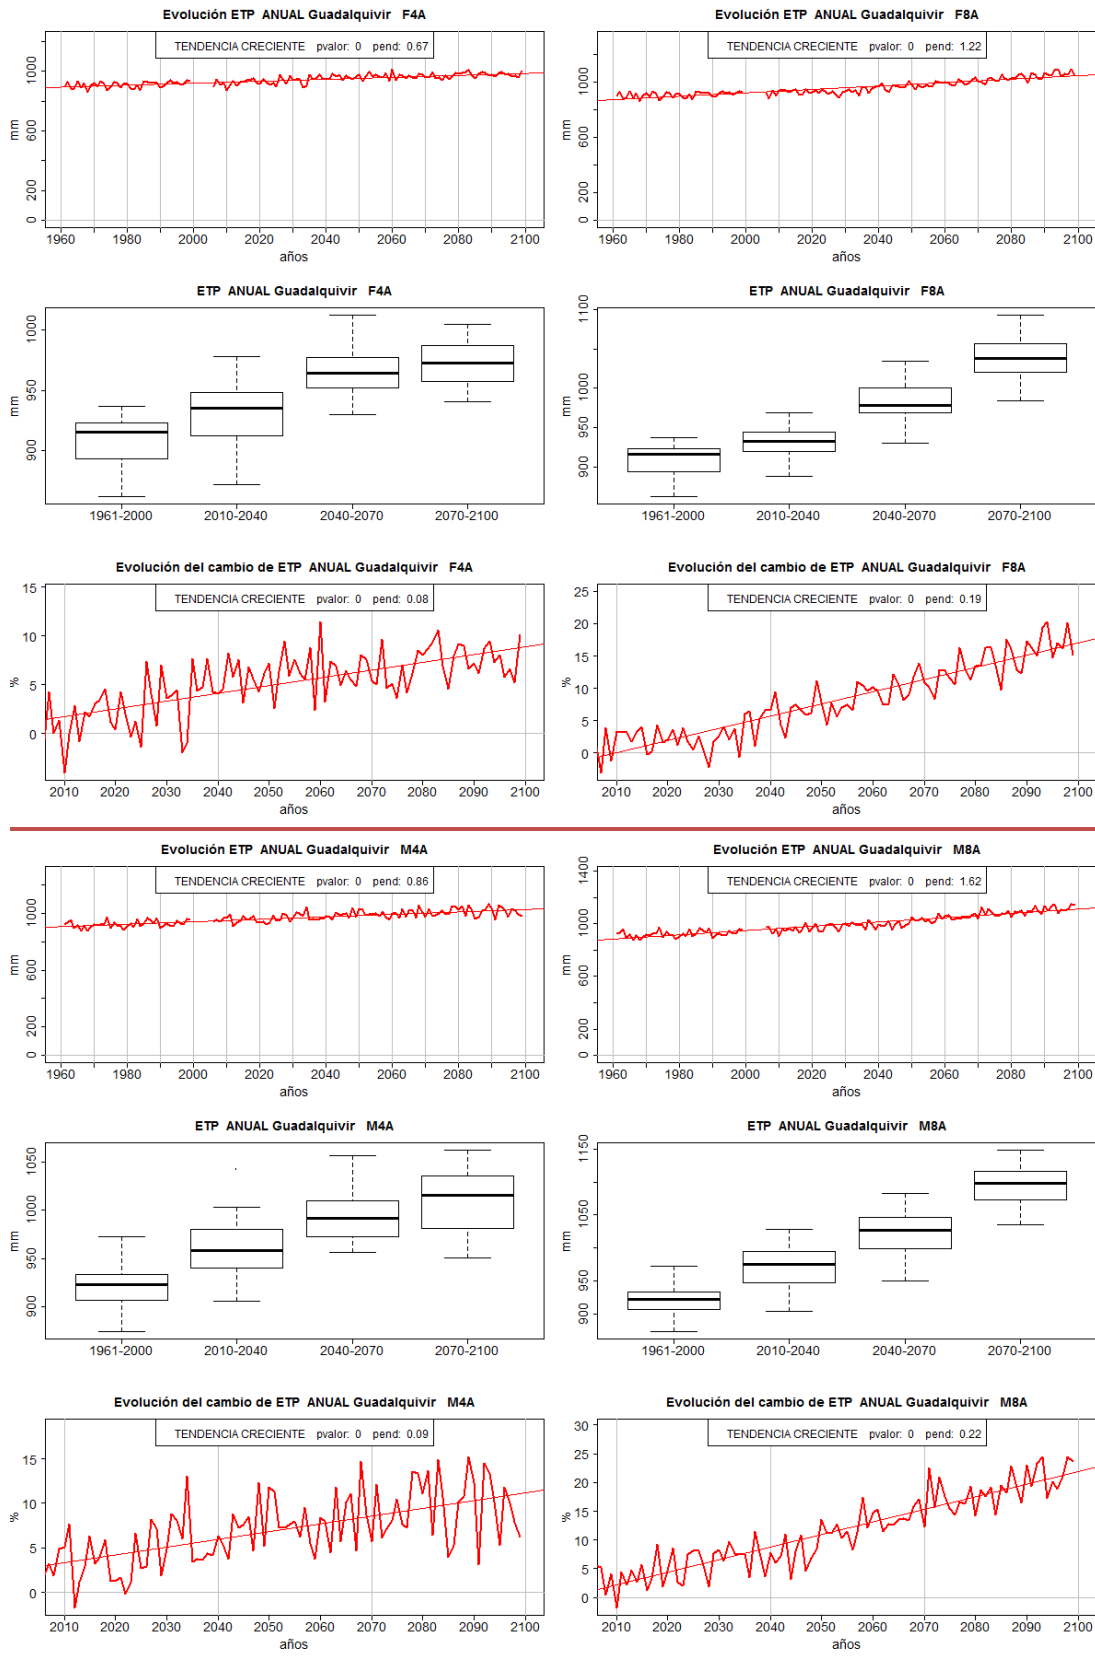 Evolución ETP ANUAL Guadalquivir F4A
TENDENCIA CRECIENTE pvalor: 0 pend: 0.67
mm
1000
600
200
0
1960 1980 2000 2020 2040 2060 2080 2100
años
Evolución ETP ANUAL Guadalquivir F8A
TENDENCIA CRECIENTE pvalor: 0 pend: 1.22
mm
1000
600
200
0
1960 1980 2000 2020 2040 2060 2080 2100
años
ETP ANUAL Guadalquivir F4A
mm
1000
950
900
1961-2000 2010-2040 2040-2070 2070-2100
ETP ANUAL Guadalquivir F8A
mm
1100
1000
950
900
1961-2000 2010-2040 2040-2070 2070-2100
Evolución del cambio de ETP ANUAL Guadalquivir F4A
TENDENCIA CRECIENTE pvalor: 0 pend: 0.08
%
15
10
5
0
2010 2020 2030 2040 2050 2060 2070 2080 2090 2100
años
Evolución del cambio de ETP ANUAL Guadalquivir F8A
TENDENCIA CRECIENTE pvalor: 0 pend: 0.19
%
25
20
15
10
5
0
2010 2020 2030 2040 2050 2060 2070 2080 2090 2100
años
Evolución ETP ANUAL Guadalquivir M4A
TENDENCIA CRECIENTE pvalor: 0 pend: 0.86
mm
1000
600
200
0
1960 1980 2000 2020 2040 2060 2080 2100
años
Evolución ETP ANUAL Guadalquivir M8A
TENDENCIA CRECIENTE pvalor: 0 pend: 1.62
mm
1400
1000
600
200
0
1960 1980 2000 2020 2040 2060 2080 2100
años
ETP ANUAL Guadalquivir M4A
mm
1050
1000
950
900
1961-2000 2010-2040 2040-2070 2070-2100
ETP ANUAL Guadalquivir M8A
mm
1150
1050
950
900
1961-2000 2010-2040 2040-2070 2070-2100
Evolución del cambio de ETP ANUAL Guadalquivir M4A
TENDENCIA CRECIENTE pvalor: 0 pend: 0.09
%
15
10
5
0
2010 2020 2030 2040 2050 2060 2070 2080 2090 2100
años
Evolución del cambio de ETP ANUAL Guadalquivir M8A
TENDENCIA CRECIENTE pvalor: 0 pend: 0.22
%
30
25
20
15
10
5
0
2010 2020 2030 2040 2050 2060 2070 2080 2090 2100
años